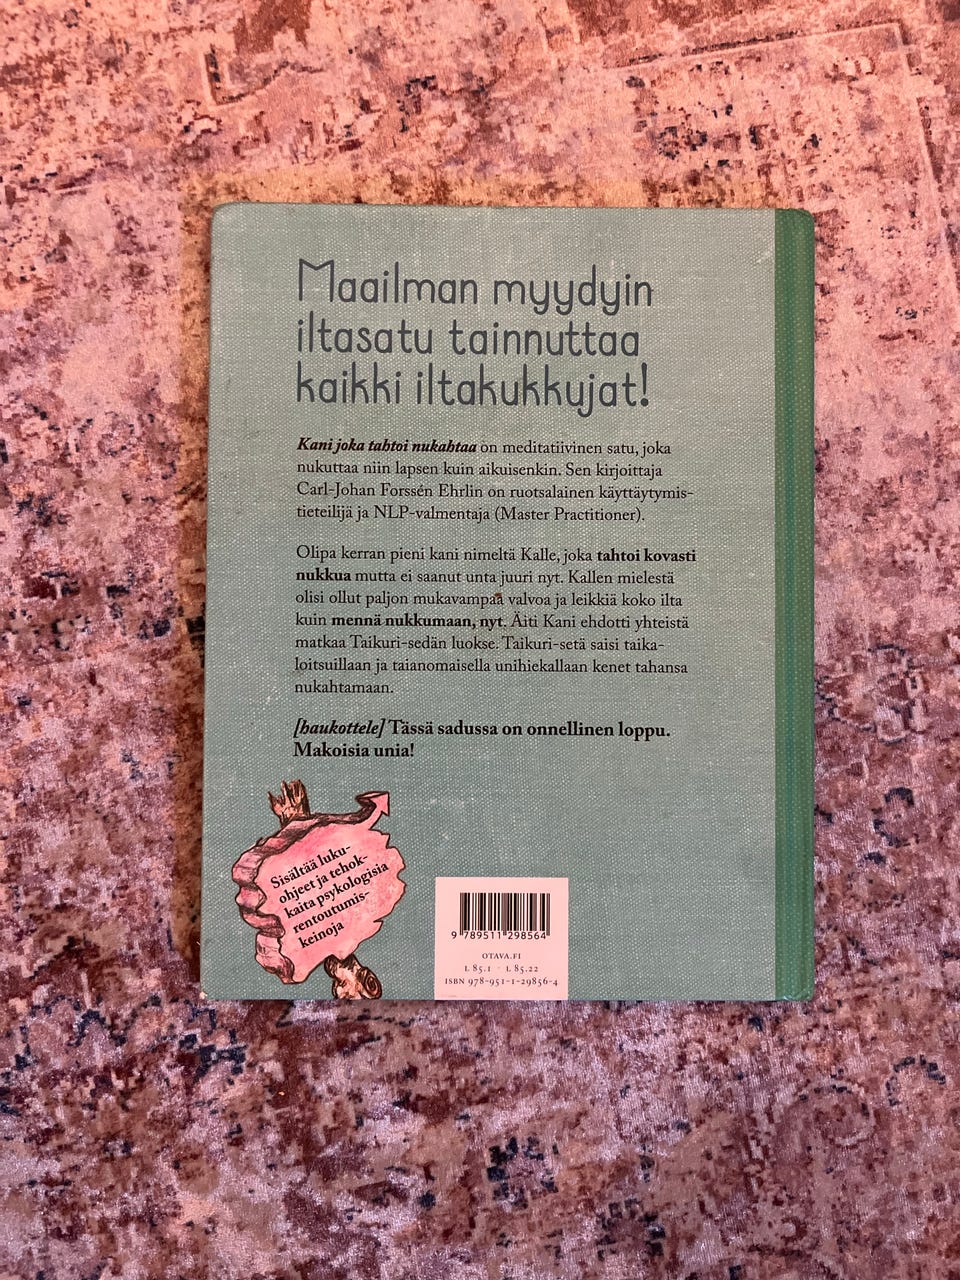 Maailman myydyin
iltasatu tainnuttaa
kaikki iltakukkujat!
Kani joka tahtoi nukahtaa on meditatiivinen satu, joka
nukuttaa niin lapsen kuin aikuisenkin. Sen kirjoittaja
Carl-Johan Forssén Ehrlin on ruotsalainen käyttäytymis-
tieteilijä ja NLP-valmentaja (Master Practitioner).
Olipa kerran pieni kani nimeltä Kalle, joka tahtoi kovasti
nukkua mutta ei saanut unta juuri nyt. Kallen mielestä
olisi ollut paljon mukavampaa valvoa ja leikkiä koko ilta
kuin mennä nukkumaan, nyt. Äiti Kani ehdotti yhteistä
matkaa Taikuri-sedän luokse. Taikuri-setä saisi taika-
loitsuillaan ja taianomaisella unihiekallaan kenet tahansa
nukahtamaan.
[haukottele] Tässä sadussa on onnellinen loppu.
Makoisia unia!
Sisältää luku-
ohjeet ja tehok-
kaita psykologisia
rentoutumis-
keinoja
9 789511 298564
OTAVA.FI
L 85.1 · L 85.22
ISBN 978-951-1-29856-4